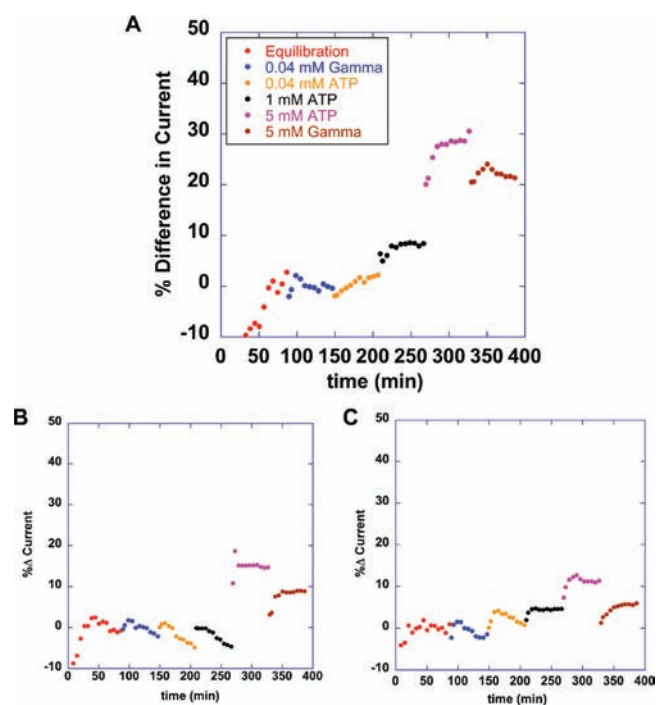 A
% Difference in Current
50
40
30
20
10
0
-10
Equilibration
0.04 mM Gamma
0.04 mM ATP
1 mM ATP
5 mM ATP
5 mM Gamma
0 50 100 150 200 250 300 350 400
time (min)
B
%Δ Current
50
40
30
20
10
0
-10
0 50 100 150 200 250 300 350 400
time (min)
C
%Δ Current
50
40
30
20
10
0
-10
0 50 100 150 200 250 300 350 400
time (min)